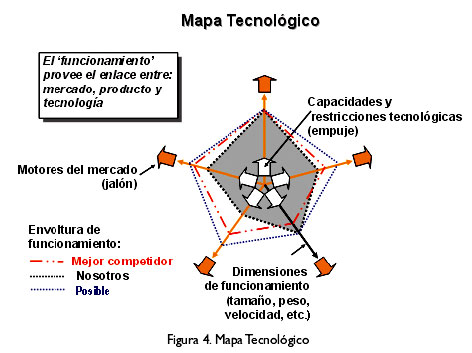 Mapa Tecnológico
El ‘funcionamiento’
provee el enlace entre:
mercado, producto y
tecnología
Capacidades y
restricciones tecnológicas
(empuje)
Motores del mercado
(jalón)
Envoltura de
funcionamiento:
Mejor competidor
Nosotros
Posible
Dimensiones
de funcionamiento
(tamaño, peso,
velocidad, etc.)
Figura 4. Mapa Tecnológico